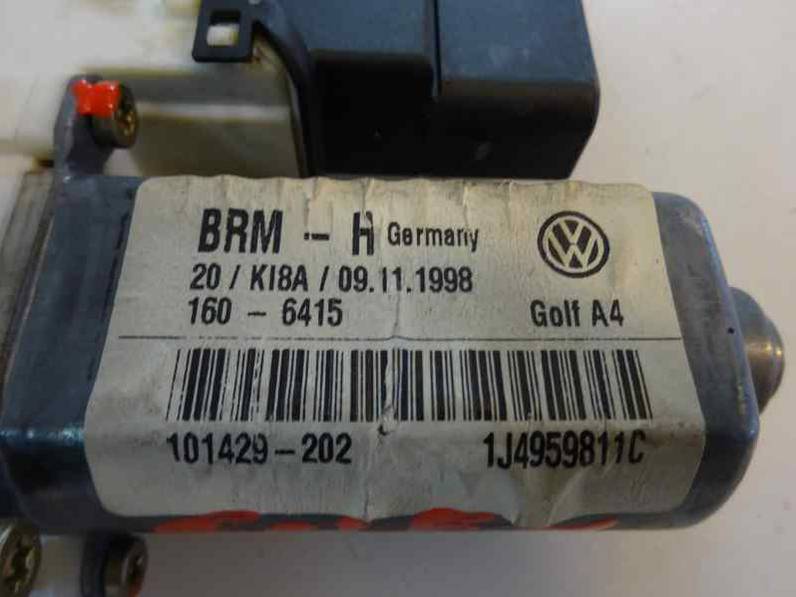 BRM - H Germany
20 / KI8A / 09.11.1998
160 - 6415 Golf A4
101429-202 1J4959811C